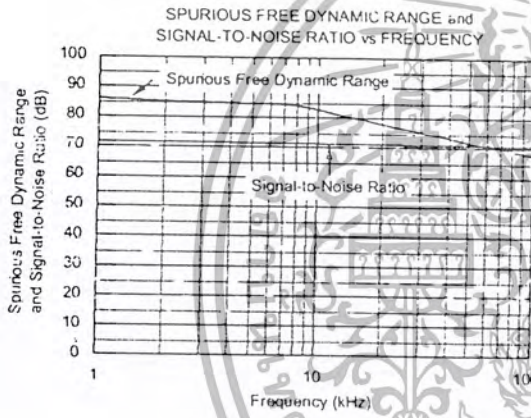 SPURIOUS FREE DYNAMIC RANGE and
SIGNAL-TO-NOISE RATIO vs FREQUENCY
Spurious Free Dynamic Range
and Signal-to-Noise Ratio (dB)
100
90
80
70
60
50
40
30
20
10
0
Spurious Free Dynamic Range
Signal-to-Noise Ratio
1
10
100
Frequency (kHz)